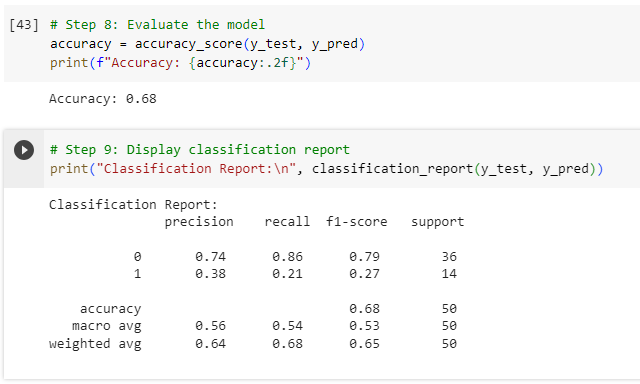 [43] # Step 8: Evaluate the model
accuracy = accuracy_score(y_test, y_pred)
print(f"Accuracy: {accuracy:.2f}")
Accuracy: 0.68
# Step 9: Display classification report
print("Classification Report:\n", classification_report(y_test, y_pred))
Classification Report:
precision recall f1-score support
0 0.74 0.86 0.79 36
1 0.38 0.21 0.27 14
accuracy 0.68 50
macro avg 0.56 0.54 0.53 50
weighted avg 0.64 0.68 0.65 50